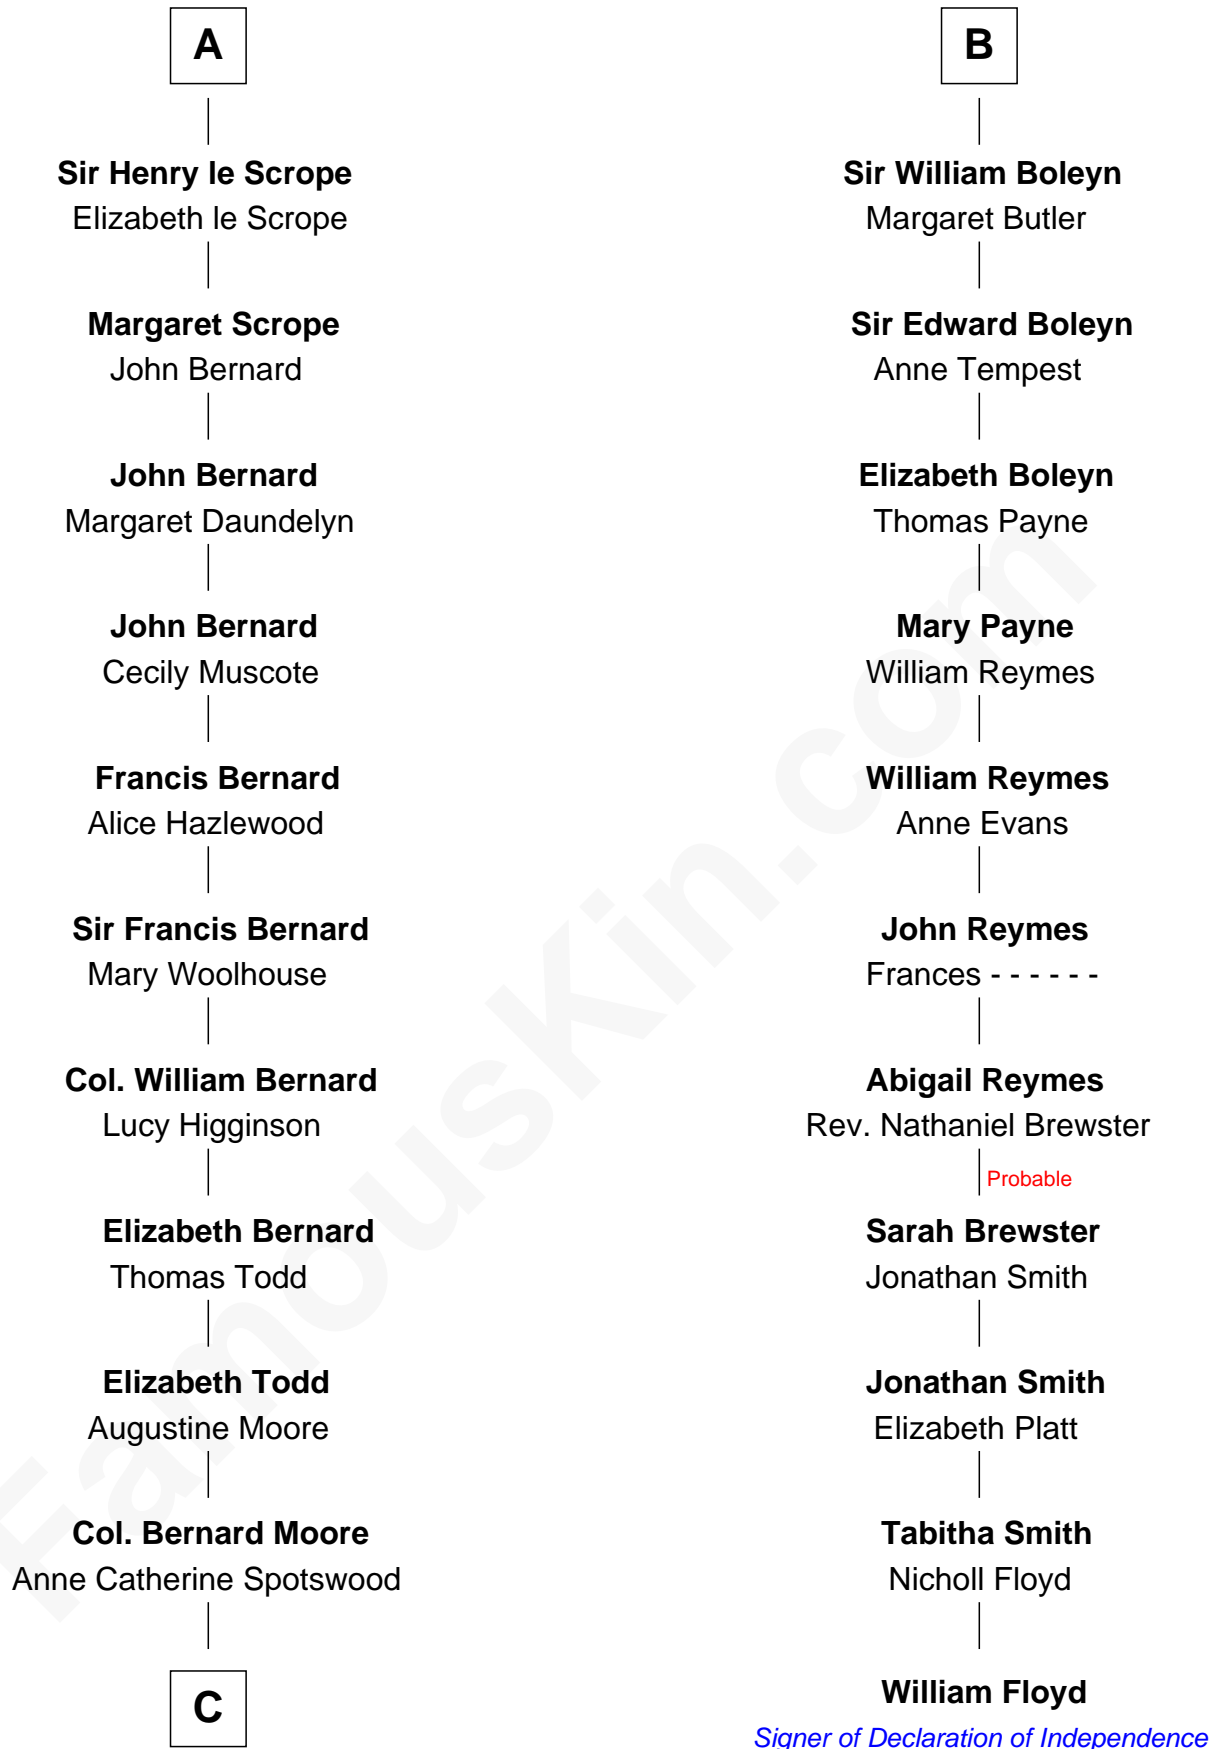 A
Sir Henry le Scrope
Elizabeth le Scrope
Margaret Scrope
John Bernard
John Bernard
Margaret Daundelyn
John Bernard
Cecily Muscote
Francis Bernard
Alice Hazlewood
Sir Francis Bernard
Mary Woolhouse
Col. William Bernard
Lucy Higginson
Elizabeth Bernard
Thomas Todd
Elizabeth Todd
Augustine Moore
Col. Bernard Moore
Anne Catherine Spotswood
C
B
Sir William Boleyn
Margaret Butler
Sir Edward Boleyn
Anne Tempest
Elizabeth Boleyn
Thomas Payne
Mary Payne
William Reymes
William Reymes
Anne Evans
John Reymes
Frances - - - - - -
Abigail Reymes
Rev. Nathaniel Brewster
Probable
Sarah Brewster
Jonathan Smith
Jonathan Smith
Elizabeth Platt
Tabitha Smith
Nicholl Floyd
William Floyd
Signer of Declaration of Independence
FamousKin.com